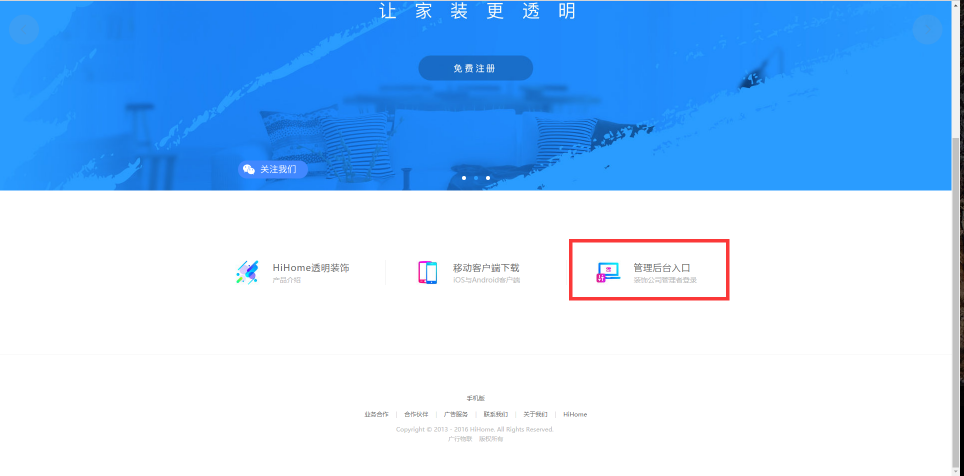 让家装更透明
免费注册
关注我们
HiHome透明装饰
产品介绍
移动客户端下载
iOS与Android客户端
管理后台入口
装饰公司管理者登录
手机版
业务合作 | 合作伙伴 | 广告服务 | 联系我们 | 关于我们 | HiHome
Copyright © 2013 - 2016 HiHome. All Rights Reserved.
广行物联 版权所有